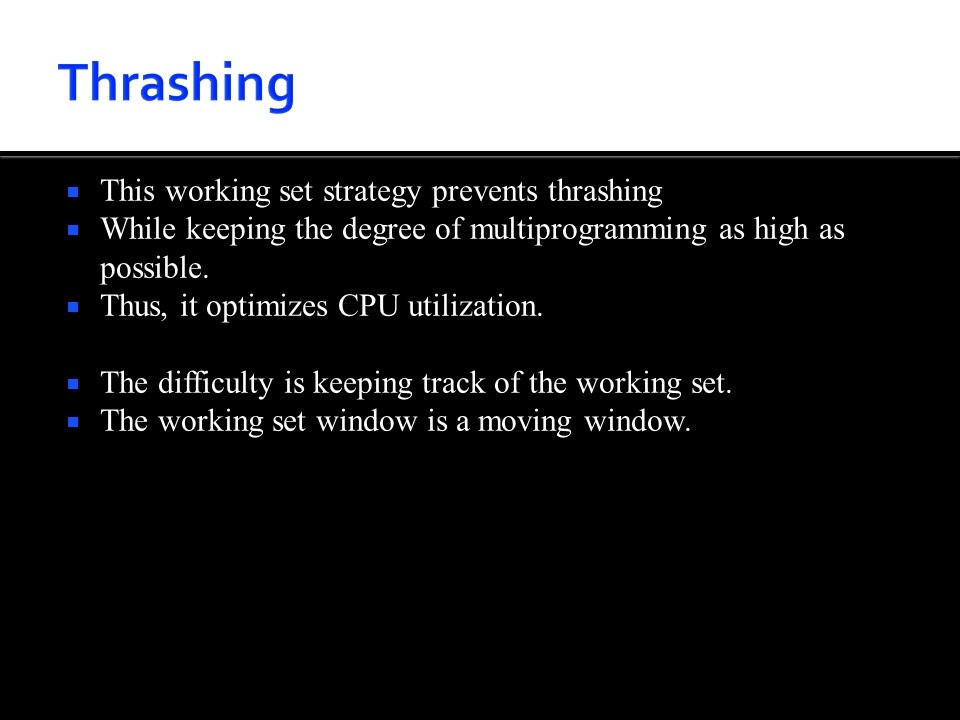 Thrashing
This working set strategy prevents thrashing
While keeping the degree of multiprogramming as high as
possible.
Thus, it optimizes CPU utilization.
The difficulty is keeping track of the working set.
The working set window is a moving window.